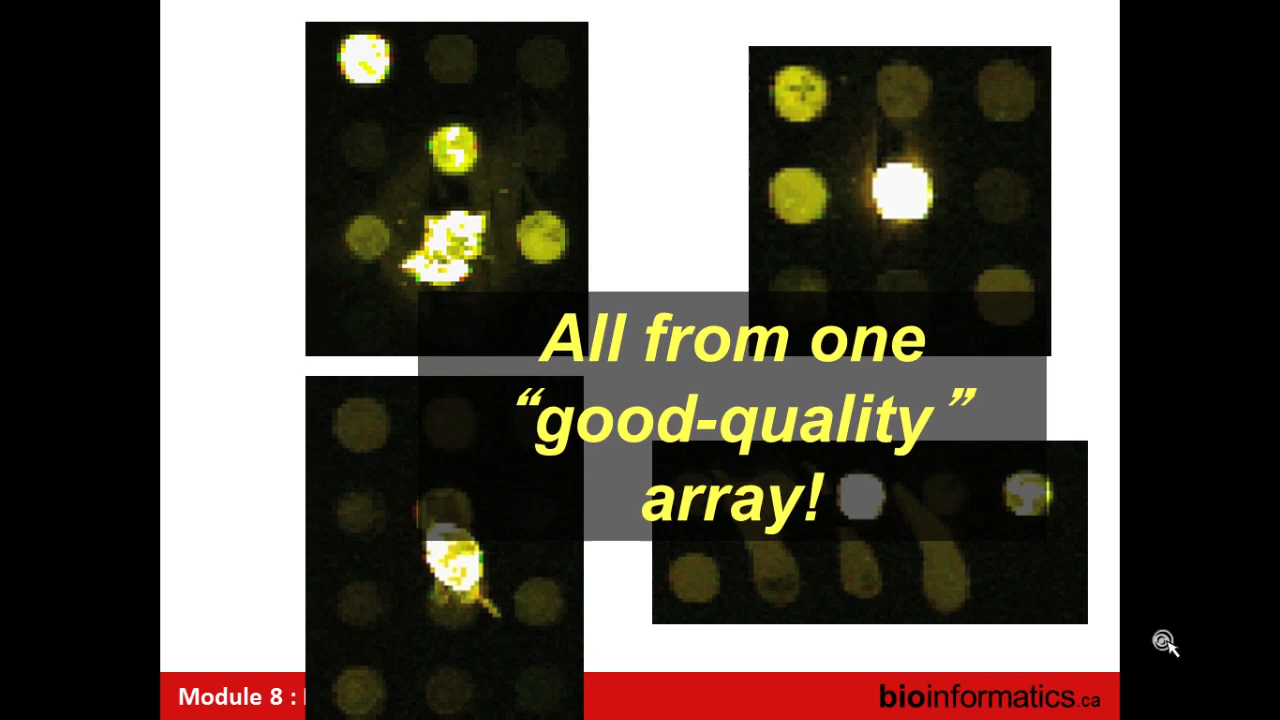 All from one
“good-quality”
array!
Module 8 :
bioinformatics.ca